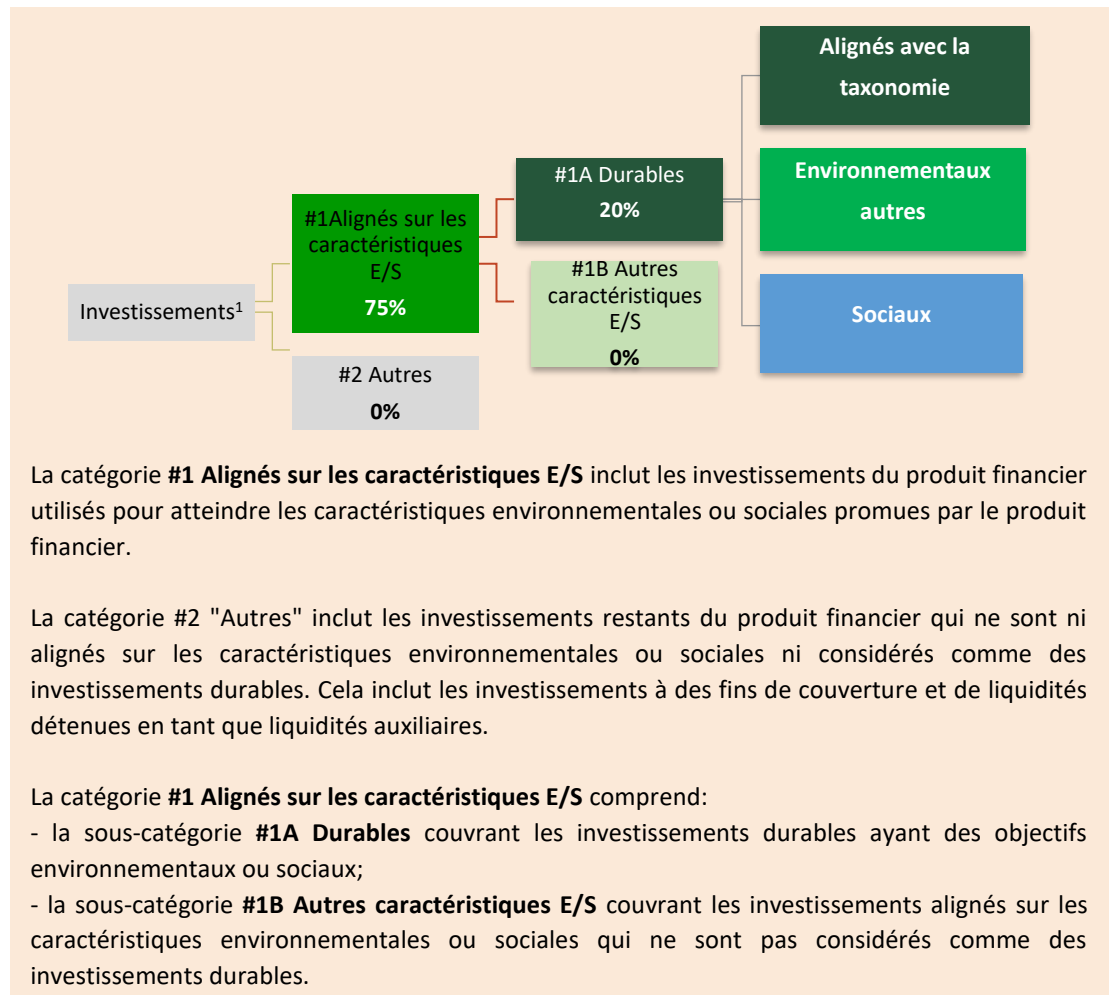 Alignés avec la
taxonomie
#1A Durables
20%
Environnementaux
autres
#1Alignés sur les
caractéristiques
E/S
75%
#1B Autres
caractéristiques
E/S
0%
Investissements¹
Sociaux
#2 Autres
0%
La catégorie #1 Alignés sur les caractéristiques E/S inclut les investissements du produit financier
utilisés pour atteindre les caractéristiques environnementales ou sociales promues par le produit
financier.
La catégorie #2 "Autres" inclut les investissements restants du produit financier qui ne sont ni
alignés sur les caractéristiques environnementales ou sociales ni considérés comme des
investissements durables. Cela inclut les investissements à des fins de couverture et de liquidités
détenues en tant que liquidités auxiliaires.
La catégorie #1 Alignés sur les caractéristiques E/S comprend:
- la sous-catégorie #1A Durables couvrant les investissements durables ayant des objectifs
environnementaux ou sociaux;
- la sous-catégorie #1B Autres caractéristiques E/S couvrant les investissements alignés sur les
caractéristiques environnementales ou sociales qui ne sont pas considérés comme des
investissements durables.